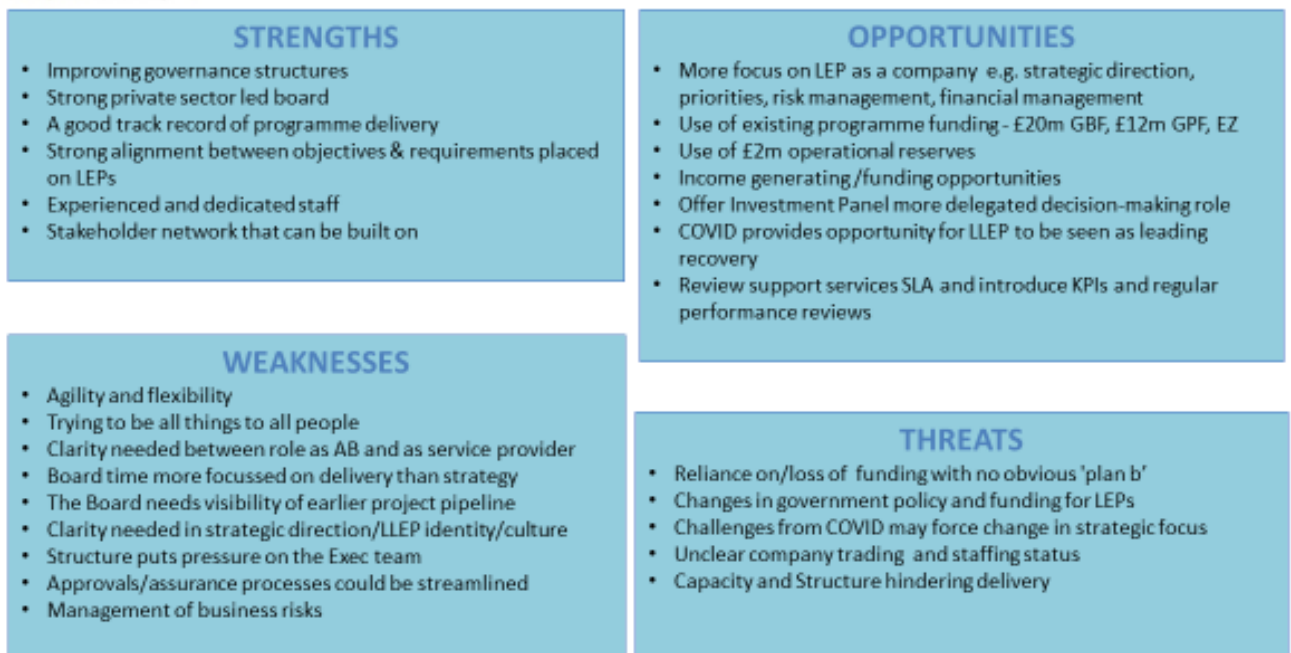 STRENGTHS
• Improving governance structures
• Strong private sector led board
• A good track record of programme delivery
• Strong alignment between objectives & requirements placed
on LEPs
• Experienced and dedicated staff
• Stakeholder network that can be built on
OPPORTUNITIES
• More focus on LEP as a company e.g. strategic direction,
priorities, risk management, financial management
• Use of existing programme funding - £20m GBF, £12m GPF, EZ
• Use of £2m operational reserves
• Income generating/funding opportunities
• Offer Investment Panel more delegated decision-making role
• COVID provides opportunity for LLEP to be seen as leading
recovery
• Review support services SLA and introduce KPIs and regular
performance reviews
WEAKNESSES
• Agility and flexibility
• Trying to be all things to all people
• Clarity needed between role as AB and as service provider
• Board time more focussed on delivery than strategy
• The Board needs visibility of earlier project pipeline
• Clarity needed in strategic direction/LLEP identity/culture
• Structure puts pressure on the Exec team
• Approvals/assurance processes could be streamlined
• Management of business risks
THREATS
• Reliance on/loss of funding with no obvious 'plan b'
• Changes in government policy and funding for LEPs
• Challenges from COVID may force change in strategic focus
• Unclear company trading and staffing status
• Capacity and Structure hindering delivery